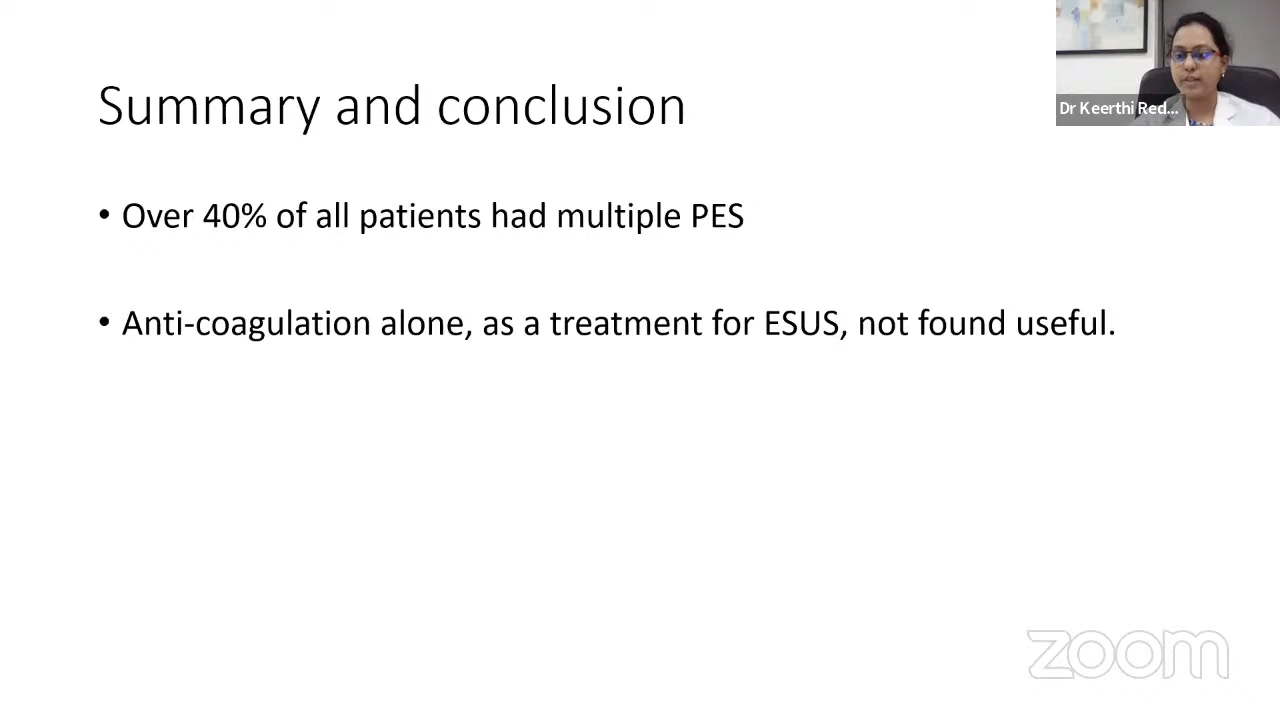 Summary and conclusion
Dr Keerthi Red...
• Over 40% of all patients had multiple PES
• Anti-coagulation alone, as a treatment for ESUS, not found useful.
zoom